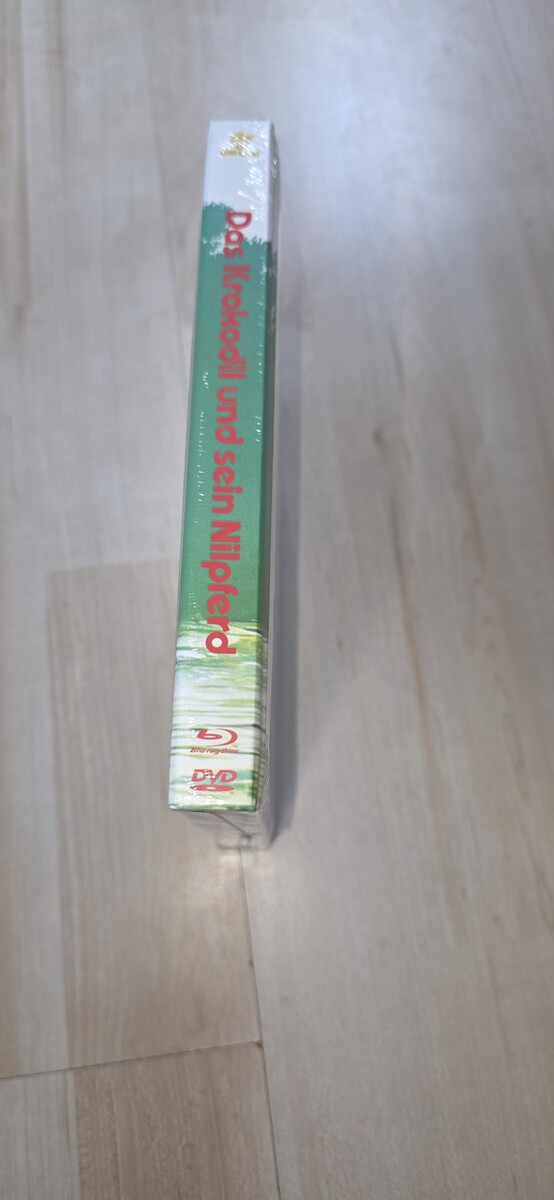 Das Krokodil und sein Nilpferd
Blu-ray Disc
DVD